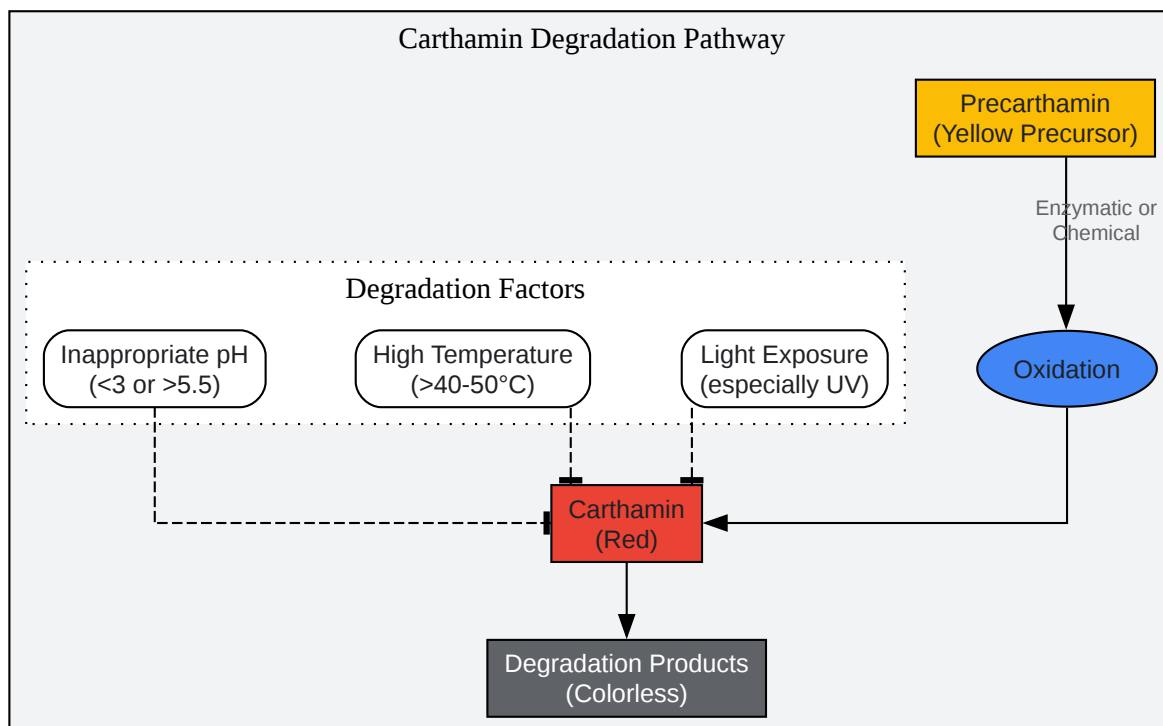 Carthamin Degradation Pathway
Precarthamin
(Yellow Precursor)
Enzymatic or
Chemical
Degradation Factors
Inappropriate pH
(<3 or >5.5)
High Temperature
(>40-50°C)
Light Exposure
(especially UV)
Oxidation
Carthamin
(Red)
Degradation Products
(Colorless)